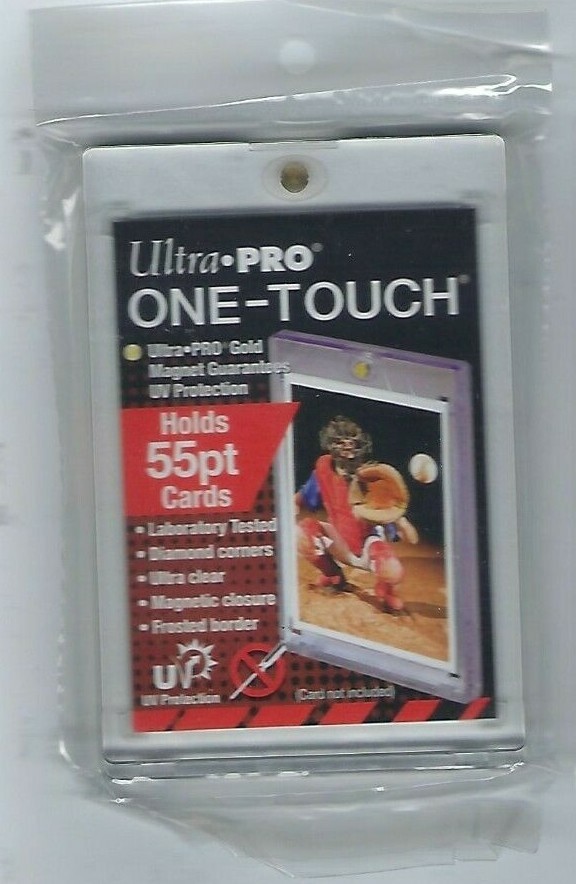 Ultra•PRO®
ONE-TOUCH®
Ultra•PRO® Gold
Magnet Guarantees
UV Protection
Holds
55pt
Cards
• Laboratory Tested
• Diamond corners
• Ultra clear
• Magnetic closure
• Frosted border
UV
UV Protection
(Card not included)